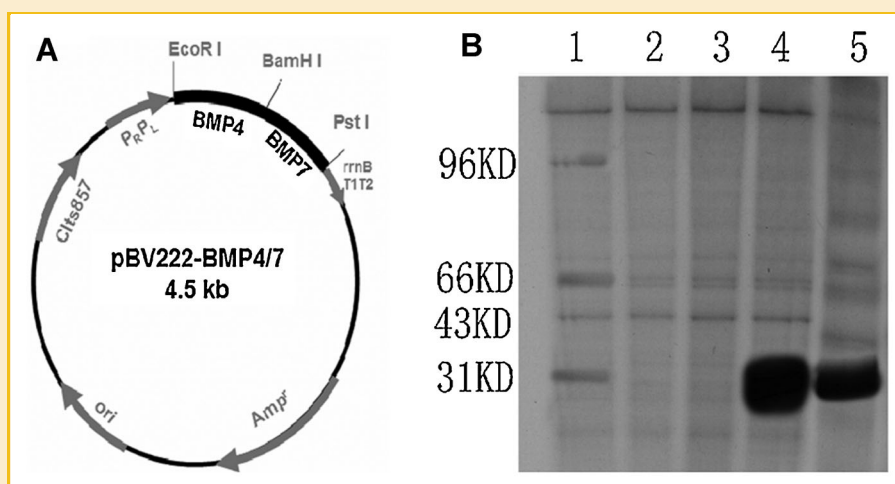 A
EcoR I
BamH I
Pst I
PRPL
BMP4
BMP7
rrnB
T1T2
CIts857
pBV222-BMP4/7
4.5 kb
ori
Ampr
B
1 2 3 4 5
96KD
66KD
43KD
31KD